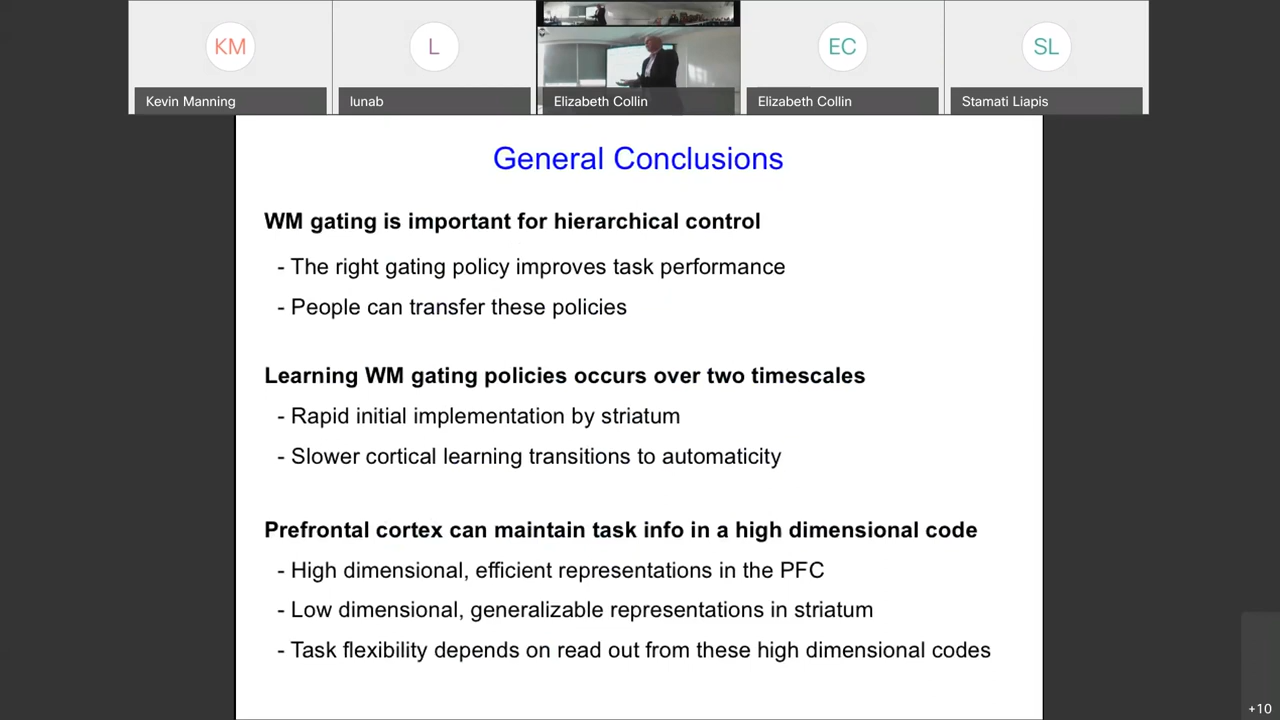 KM
L
EC
SL
Kevin Manning
lunab
Elizabeth Collin
Elizabeth Collin
Stamati Liapis
General Conclusions
WM gating is important for hierarchical control
- The right gating policy improves task performance
- People can transfer these policies
Learning WM gating policies occurs over two timescales
- Rapid initial implementation by striatum
- Slower cortical learning transitions to automaticity
Prefrontal cortex can maintain task info in a high dimensional code
- High dimensional, efficient representations in the PFC
- Low dimensional, generalizable representations in striatum
- Task flexibility depends on read out from these high dimensional codes
+10